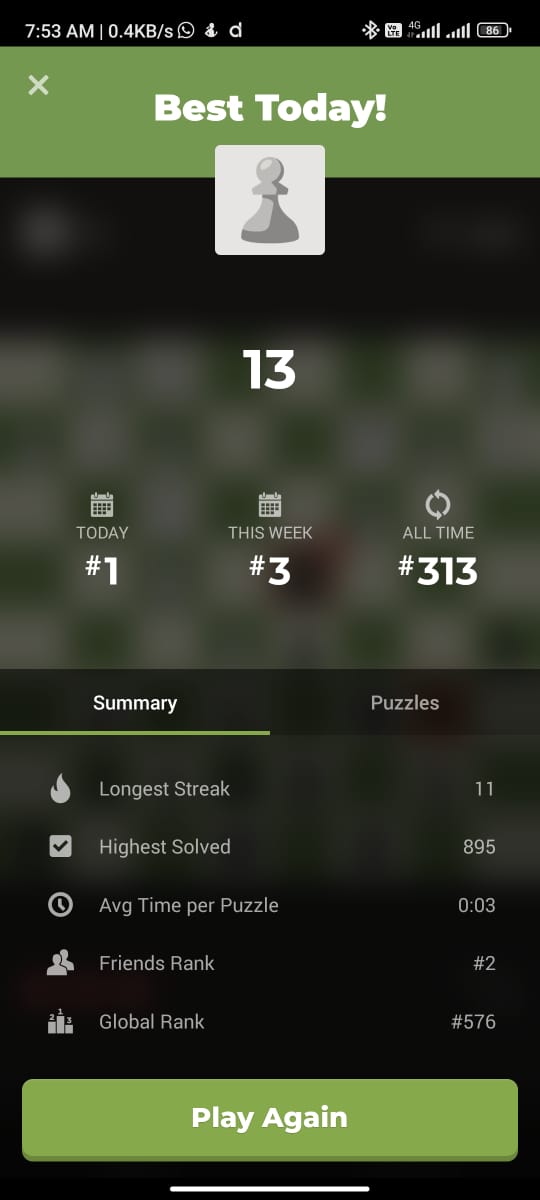 7:53 AM | 0.4KB/s
Vo LTE 4G 86
Best Today!
13
TODAY THIS WEEK ALL TIME
#1 #3 #313
Summary Puzzles
Longest Streak 11
Highest Solved 895
Avg Time per Puzzle 0:03
Friends Rank #2
Global Rank #576
Play Again